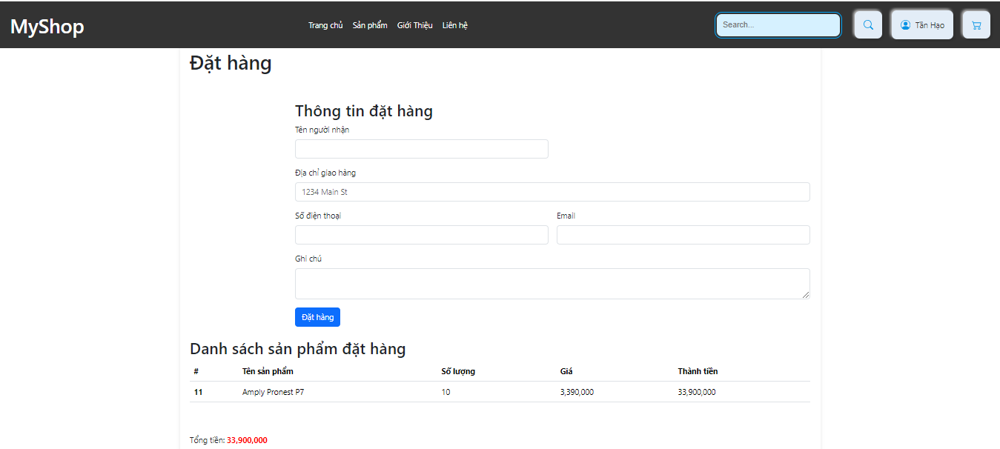 MyShop
Trang chủ Sản phẩm Giới Thiệu Liên hệ
Search...
Tấn Hạo
Đặt hàng
Thông tin đặt hàng
Tên người nhận
Địa chỉ giao hàng
1234 Main St
Số điện thoại Email
Ghi chú
Đặt hàng
Danh sách sản phẩm đặt hàng
# Tên sản phẩm Số lượng Giá Thành tiền
11 Amply Pronest P7 10 3,390,000 33,900,000
Tổng tiền: 33,900,000